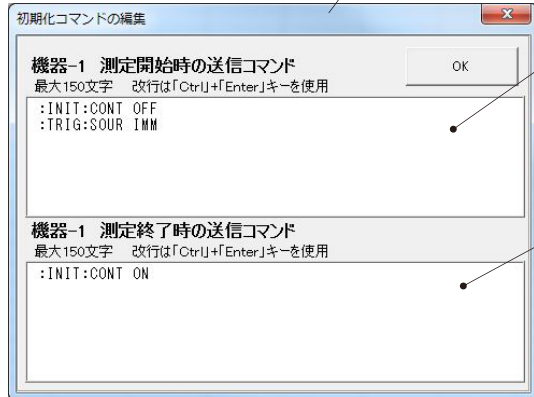 初期化コマンドの編集
機器-1 測定開始時の送信コマンド
OK
最大150文字 改行は「Ctrl」+「Enter」キーを使用
:INIT:CONT OFF
:TRIG:SOUR IMM
機器-1 測定終了時の送信コマンド
最大150文字 改行は「Ctrl」+「Enter」キーを使用
:INIT:CONT ON